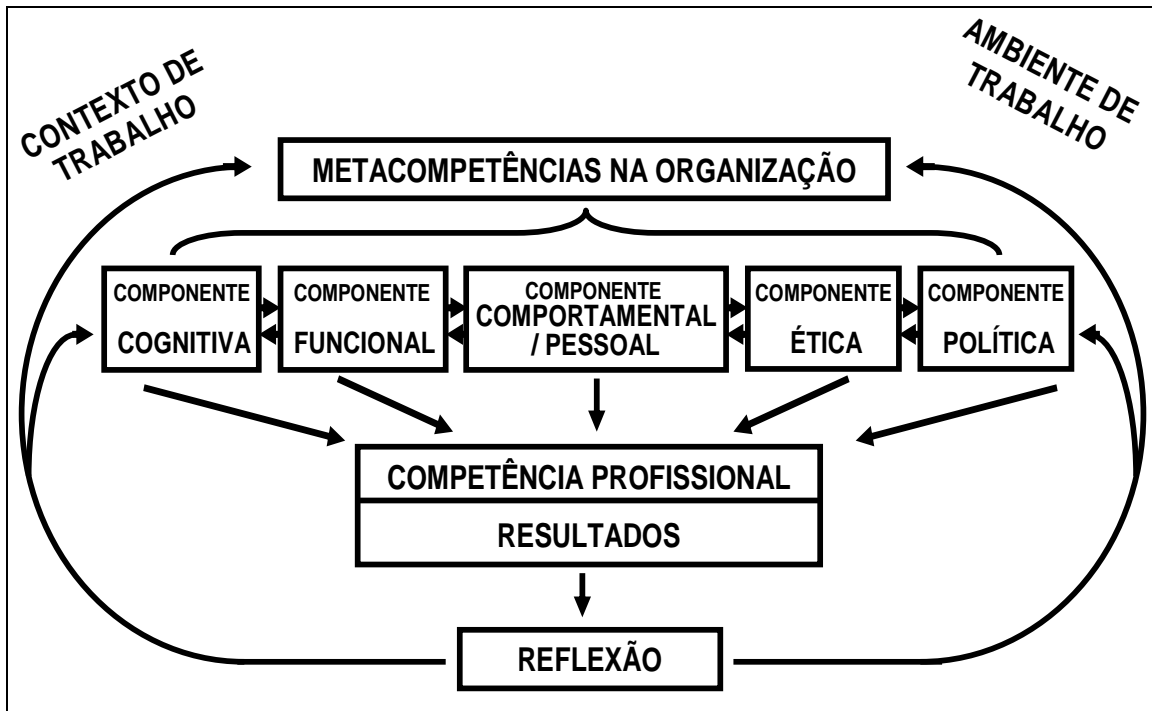 CONTEXTO DE
TRABALHO
AMBIENTE DE
TRABALHO
METACOMPETÊNCIAS NA ORGANIZAÇÃO
COMPONENTE
COGNITIVA
COMPONENTE
FUNCIONAL
COMPONENTE
COMPORTAMENTAL
/ PESSOAL
COMPONENTE
ÉTICA
COMPONENTE
POLÍTICA
COMPETÊNCIA PROFISSIONAL
RESULTADOS
REFLEXÃO